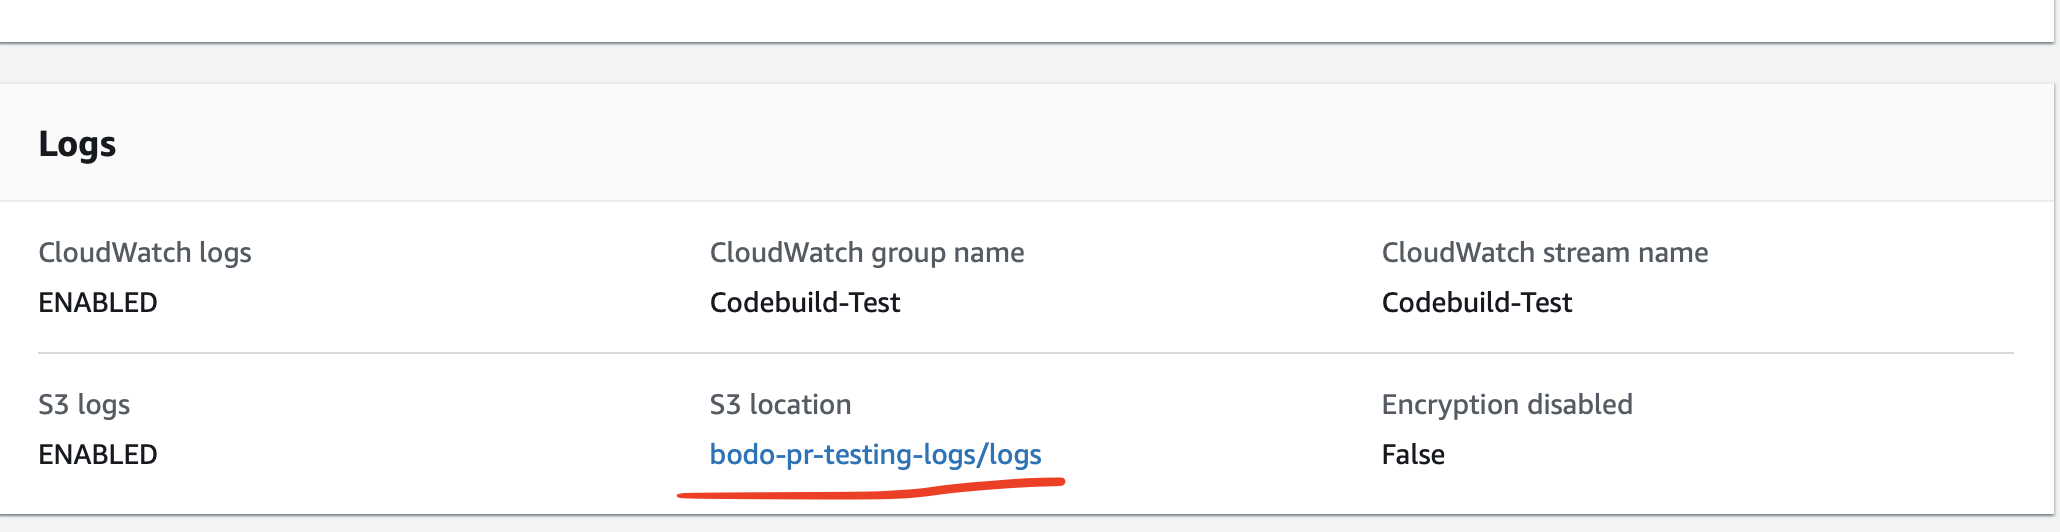 Logs
CloudWatch logs
CloudWatch group name
CloudWatch stream name
ENABLED
Codebuild-Test
Codebuild-Test
S3 logs
S3 location
Encryption disabled
ENABLED
bodo-pr-testing-logs/logs
False